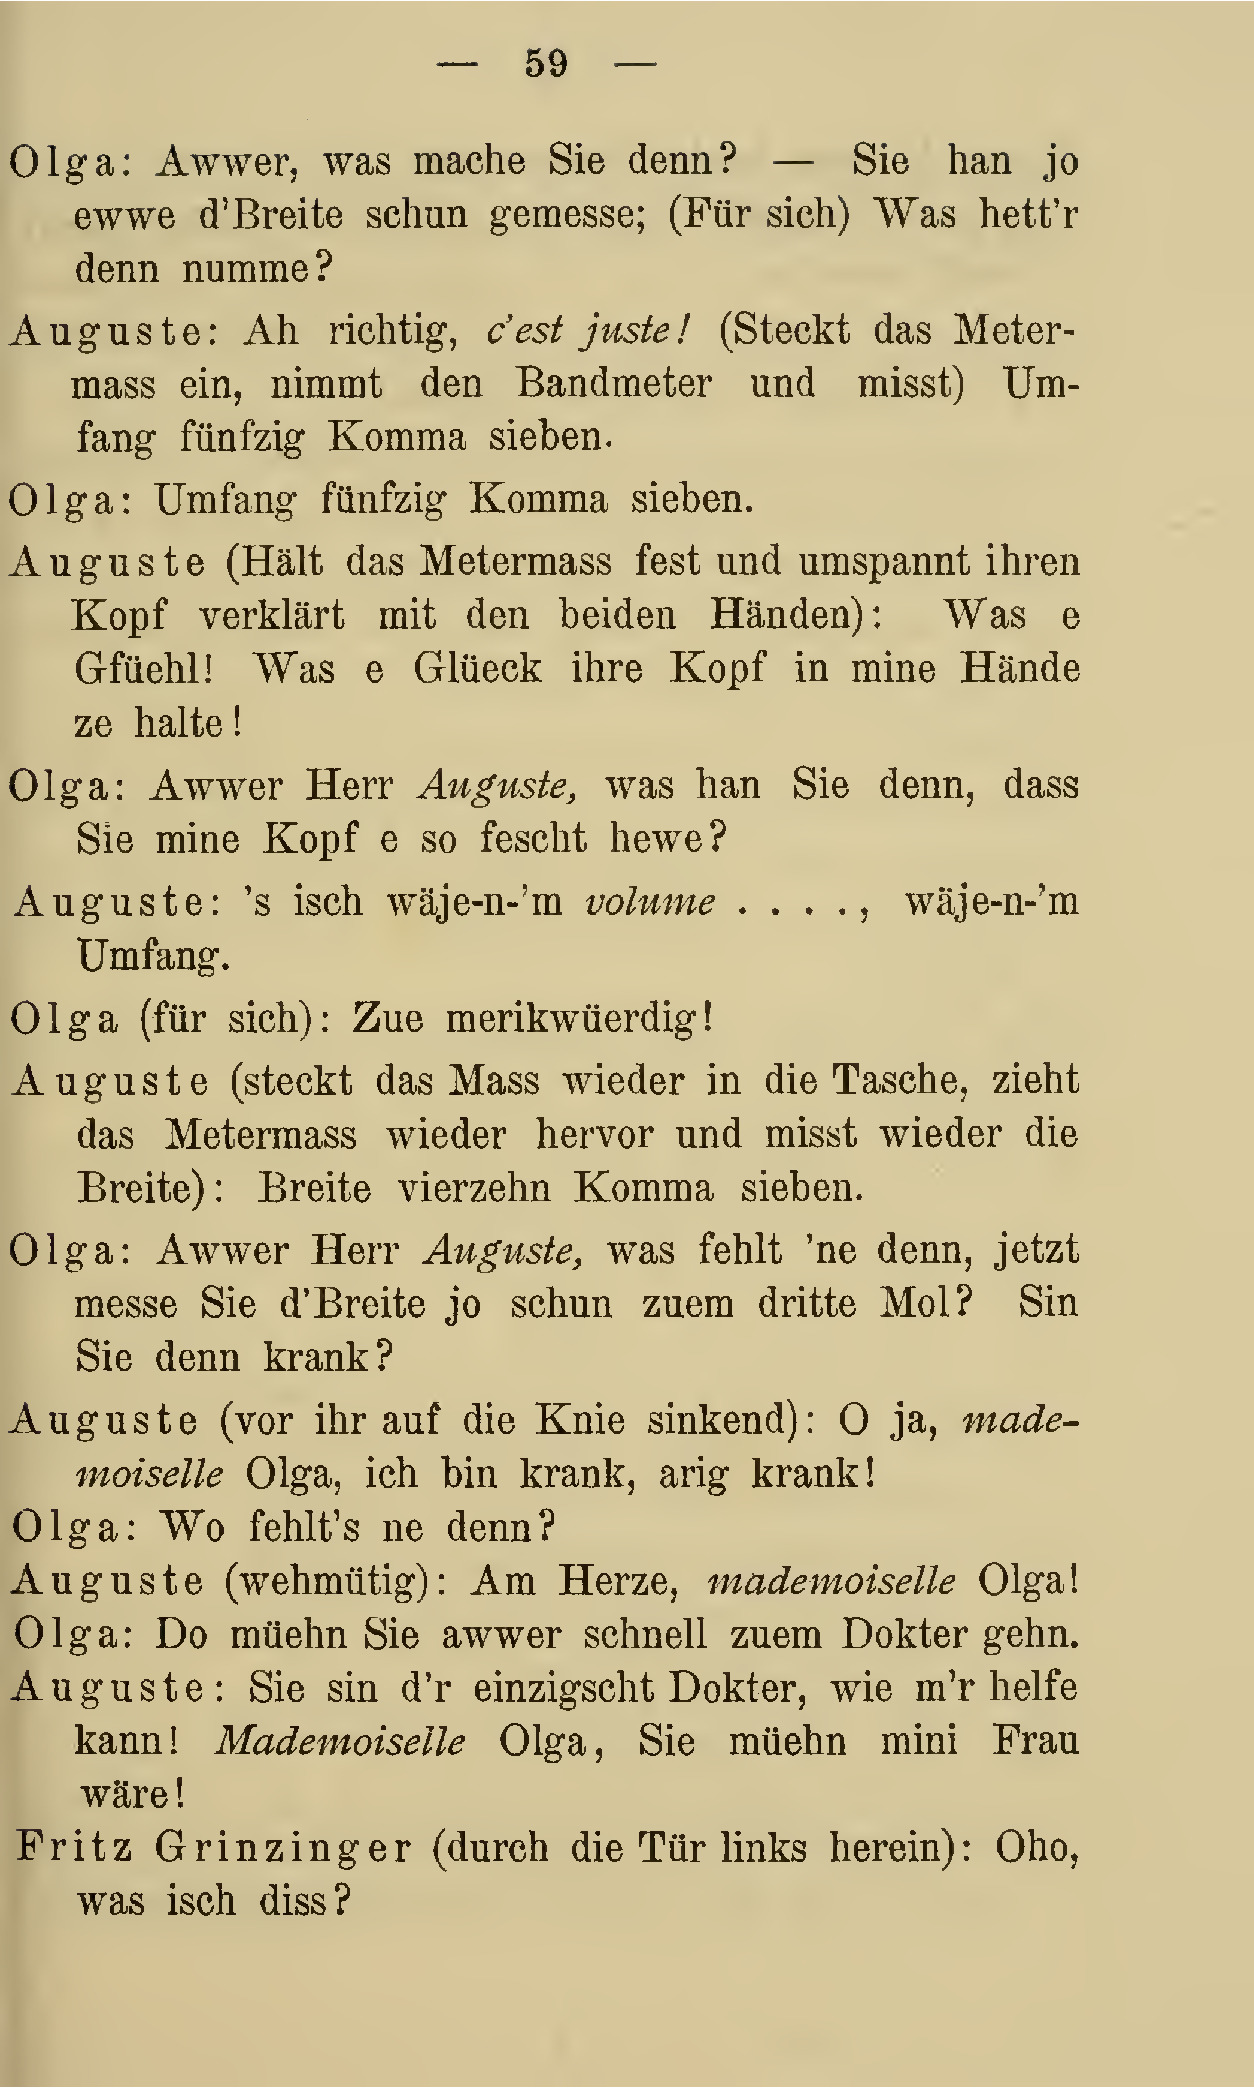 — 59 —
Olga: Awwer, was mache Sie denn? — Sie han jo
ewwe d'Breite schun gemesse; (Für sich) Was hett'r
denn numme?
Auguste: Ah richtig, c'est juste! (Steckt das Meter-
mass ein, nimmt den Bandmeter und misst) Um-
fang fünfzig Komma sieben.
Olga: Umfang fünfzig Komma sieben.
Auguste (Hält das Metermass fest und umspannt ihren
Kopf verklärt mit den beiden Händen): Was e
Gfüehl! Was e Glüeck ihre Kopf in mine Hände
ze halte!
Olga: Awwer Herr Auguste, was han Sie denn, dass
Sie mine Kopf e so fescht hewe?
Auguste: 's isch wäje-n-'m volume . . . ., wäje-n-'m
Umfang.
Olga (für sich): Zue merikwüerdig!
Auguste (steckt das Mass wieder in die Tasche, zieht
das Metermass wieder hervor und misst wieder die
Breite): Breite vierzehn Komma sieben.
Olga: Awwer Herr Auguste, was fehlt 'ne denn, jetzt
messe Sie d'Breite jo schun zuem dritte Mol? Sin
Sie denn krank?
Auguste (vor ihr auf die Knie sinkend): O ja, made-
moiselle Olga, ich bin krank, arig krank!
Olga: Wo fehlt's ne denn?
Auguste (wehmütig): Am Herze, mademoiselle Olga!
Olga: Do müehn Sie awwer schnell zuem Dokter gehn.
Auguste: Sie sin d'r einzigscht Dokter, wie m'r helfe
kann! Mademoiselle Olga, Sie müehn mini Frau
wäre!
Fritz Grinzinger (durch die Tür links herein): Oho,
was isch diss?